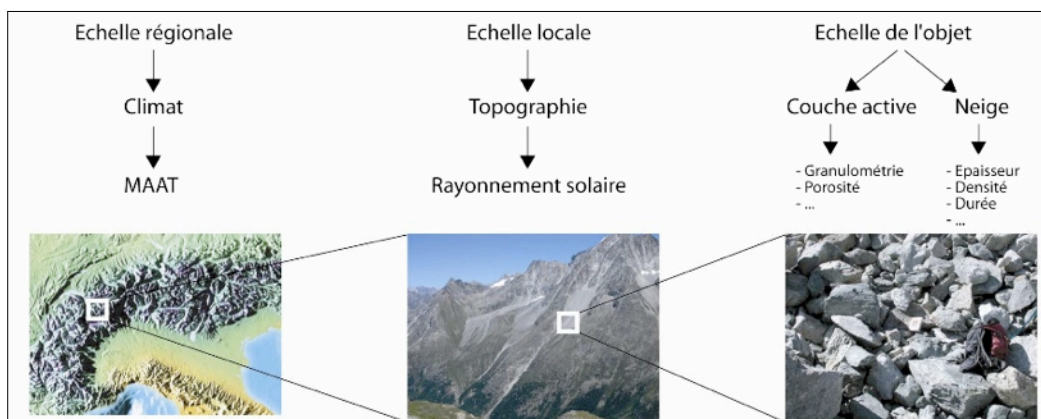 Echelle régionale
Climat
MAAT
Echelle locale
Topographie
Rayonnement solaire
Echelle de l'objet
Couche active
- Granulométrie
- Porosité
- ...
Neige
- Epaisseur
- Densité
- Durée
- ...